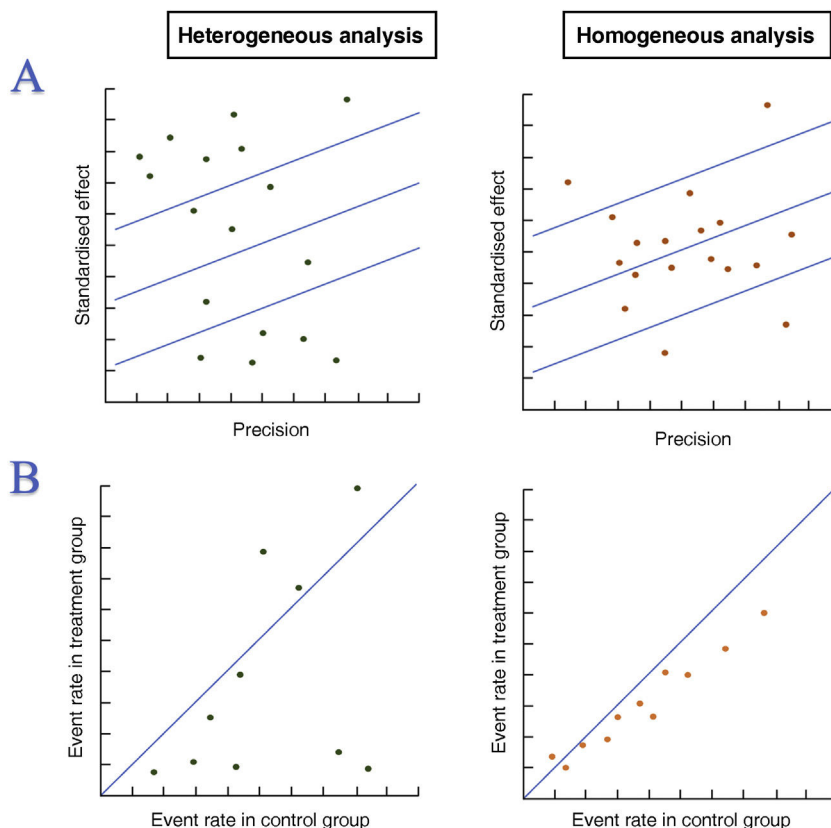 Heterogeneous analysis
Homogeneous analysis
A
Standardised effect
Precision
Standardised effect
Precision
B
Event rate in treatment group
Event rate in control group
Event rate in treatment group
Event rate in control group